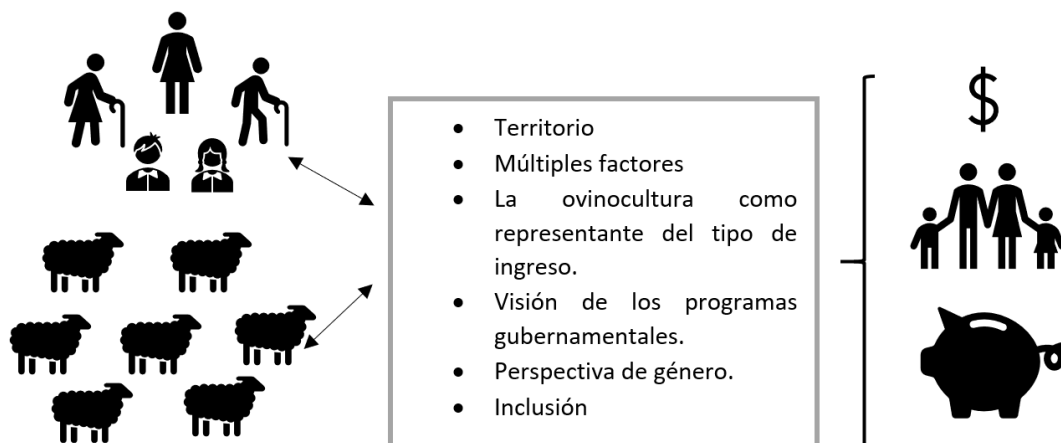 • Territorio
• Múltiples factores
• La ovinocultura como
representante del tipo de
ingreso.
• Visión de los programas
gubernamentales.
• Perspectiva de género.
• Inclusión
$